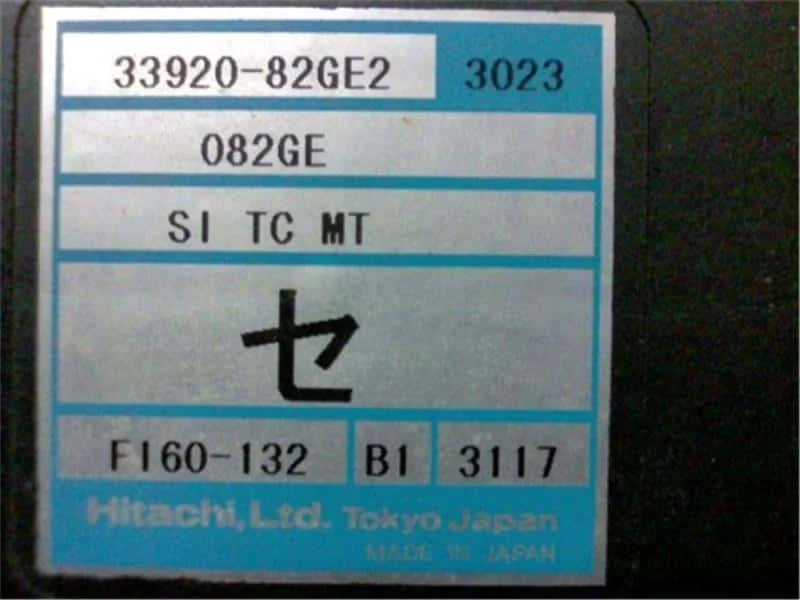 33920-82GE2 3023
082GE
SI TC MT
セ
F160-132 B1 3117
Hitachi, Ltd. Tokyo Japan
MADE IN JAPAN